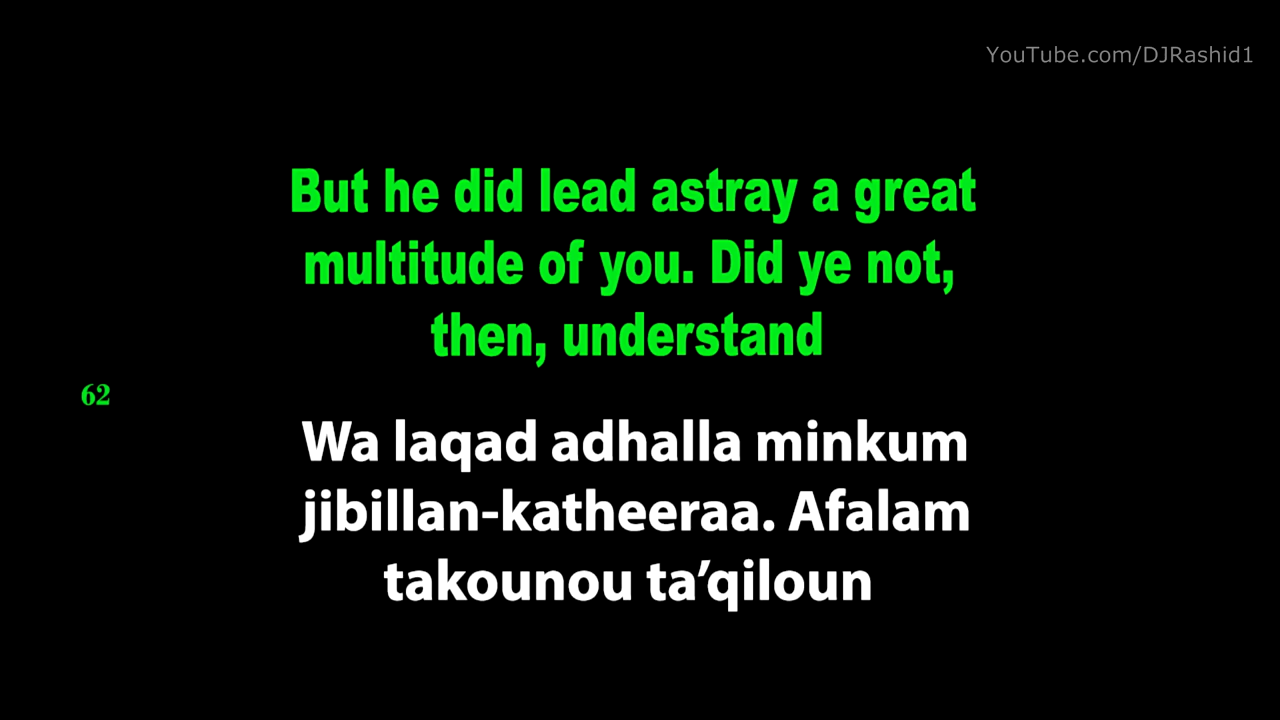 YouTube.com/DJRashid1
But he did lead astray a great
multitude of you. Did ye not,
then, understand
62
Wa laqad adhalla minkum
jibillan-katheeraa. Afalam
takounou ta’qiloun